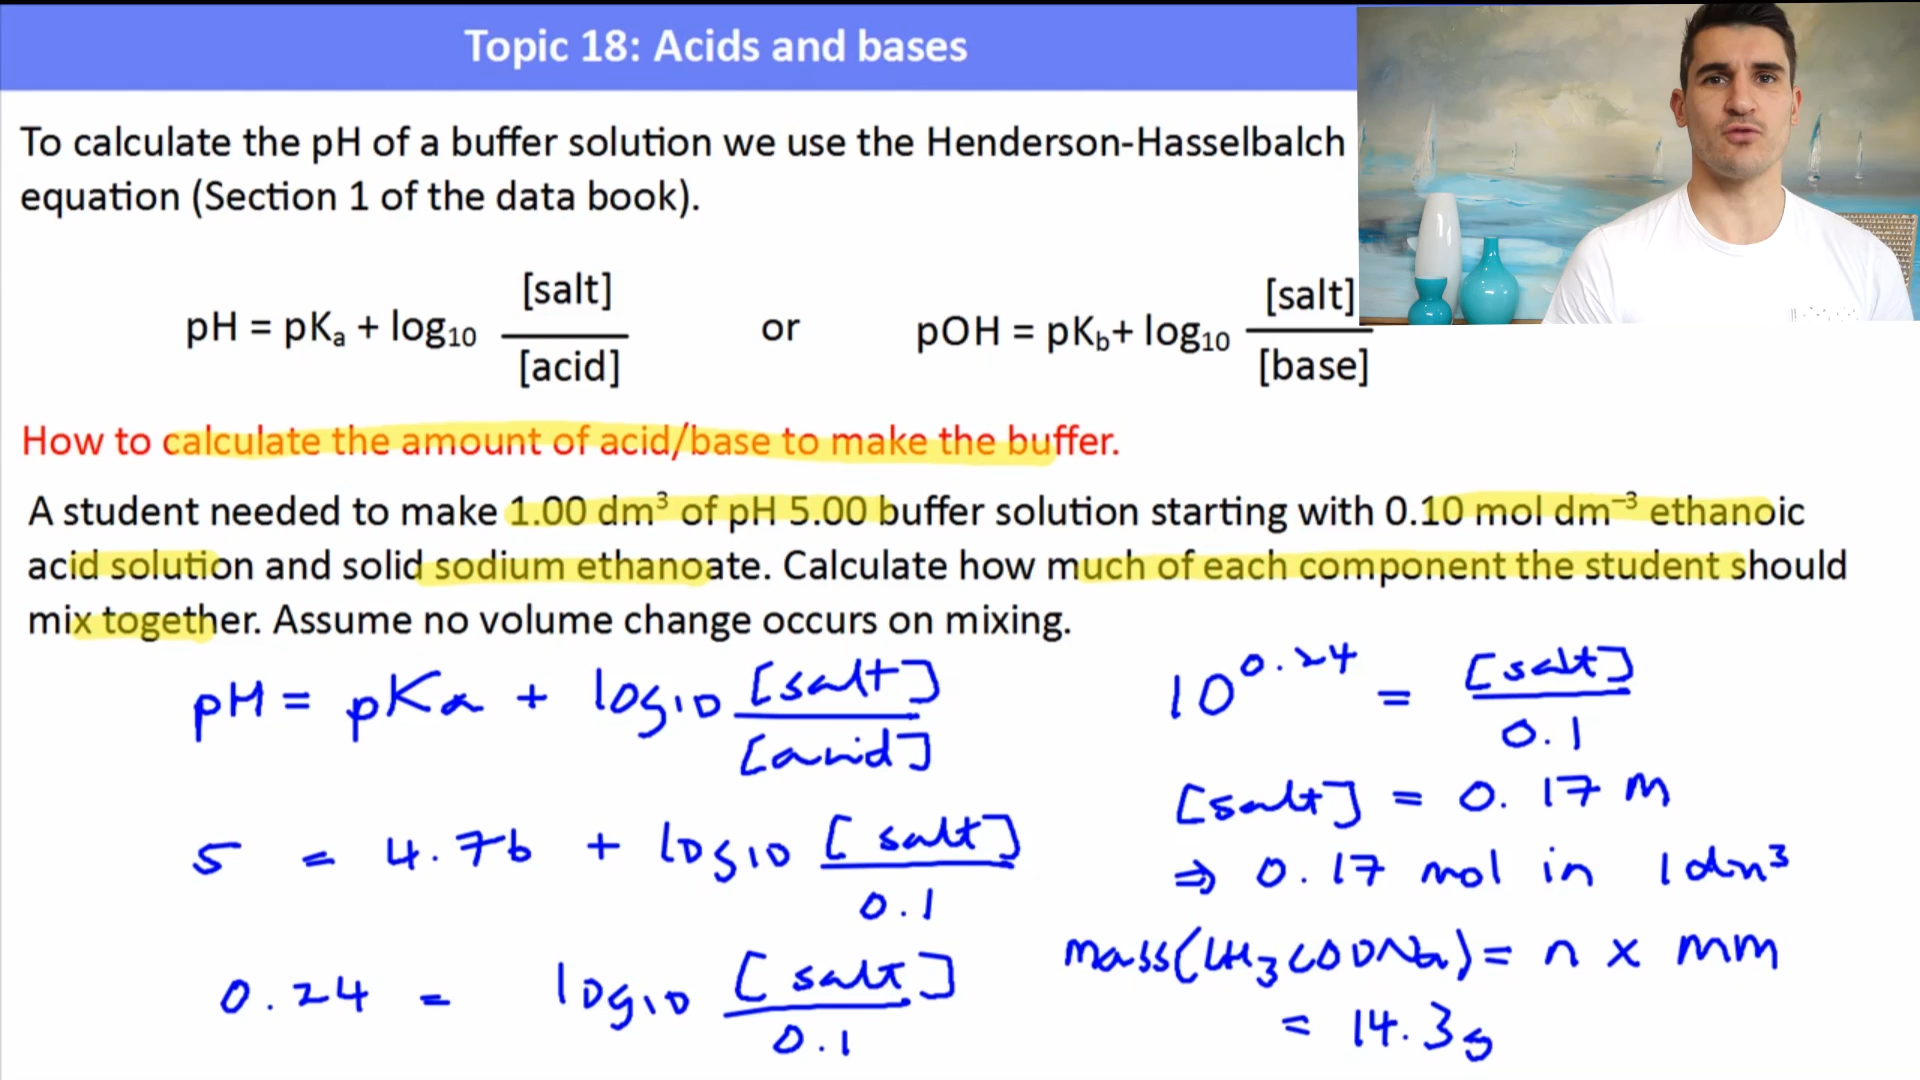 Topic 18: Acids and bases
To calculate the pH of a buffer solution we use the Henderson-Hasselbalch
equation (Section 1 of the data book).
pH = pKₐ + log₁₀ [salt] / [acid] or pOH = pK_b + log₁₀ [salt] / [base]
How to calculate the amount of acid/base to make the buffer.
A student needed to make 1.00 dm³ of pH 5.00 buffer solution starting with 0.10 mol dm⁻³ ethanoic
acid solution and solid sodium ethanoate. Calculate how much of each component the student should
mix together. Assume no volume change occurs on mixing.
pH = pKa + log₁₀ [salt] / [acid]
5 = 4.76 + log₁₀ [salt] / 0.1
0.24 = log₁₀ [salt] / 0.1
10^0.24 = [salt] / 0.1
[salt] = 0.17 M
⇒ 0.17 mol in 1dm³
mass(CH₃COONa) = n x mm
= 14.3g